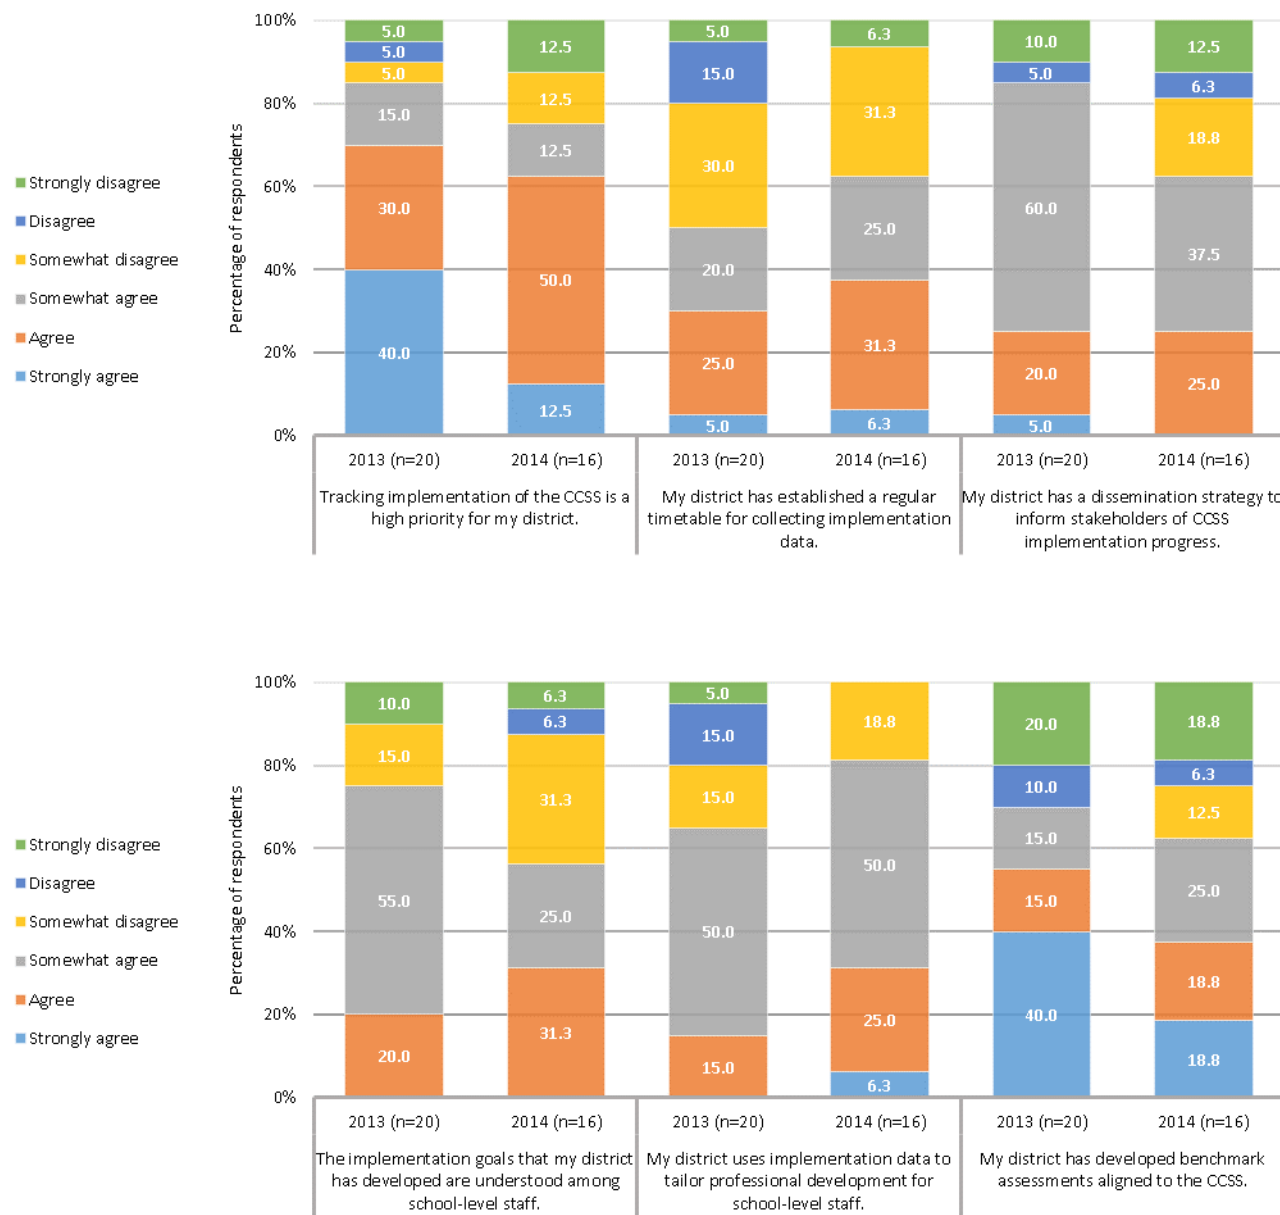 100%
80%
60%
40%
20%
0%
Percentage of respondents
Strongly disagree
Disagree
Somewhat disagree
Somewhat agree
Agree
Strongly agree
5.0
5.0
5.0
15.0
30.0
40.0
12.5
12.5
12.5
50.0
12.5
5.0
15.0
30.0
20.0
25.0
5.0
6.3
31.3
25.0
31.3
6.3
10.0
5.0
60.0
20.0
5.0
12.5
6.3
18.8
37.5
25.0
2013 (n=20) 2014 (n=16) 2013 (n=20) 2014 (n=16) 2013 (n=20) 2014 (n=16)
Tracking implementation of the CCSS is a
high priority for my district.
My district has established a regular
timetable for collecting implementation
data.
My district has a dissemination strategy to
inform stakeholders of CCSS
implementation progress.
100%
80%
60%
40%
20%
0%
Percentage of respondents
Strongly disagree
Disagree
Somewhat disagree
Somewhat agree
Agree
Strongly agree
10.0
15.0
55.0
20.0
6.3
6.3
31.3
25.0
31.3
5.0
15.0
15.0
50.0
15.0
18.8
50.0
25.0
6.3
20.0
10.0
15.0
15.0
40.0
18.8
6.3
12.5
25.0
18.8
18.8
2013 (n=20) 2014 (n=16) 2013 (n=20) 2014 (n=16) 2013 (n=20) 2014 (n=16)
The implementation goals that my district
has developed are understood among
school-level staff.
My district uses implementation data to
tailor professional development for
school-level staff.
My district has developed benchmark
assessments aligned to the CCSS.